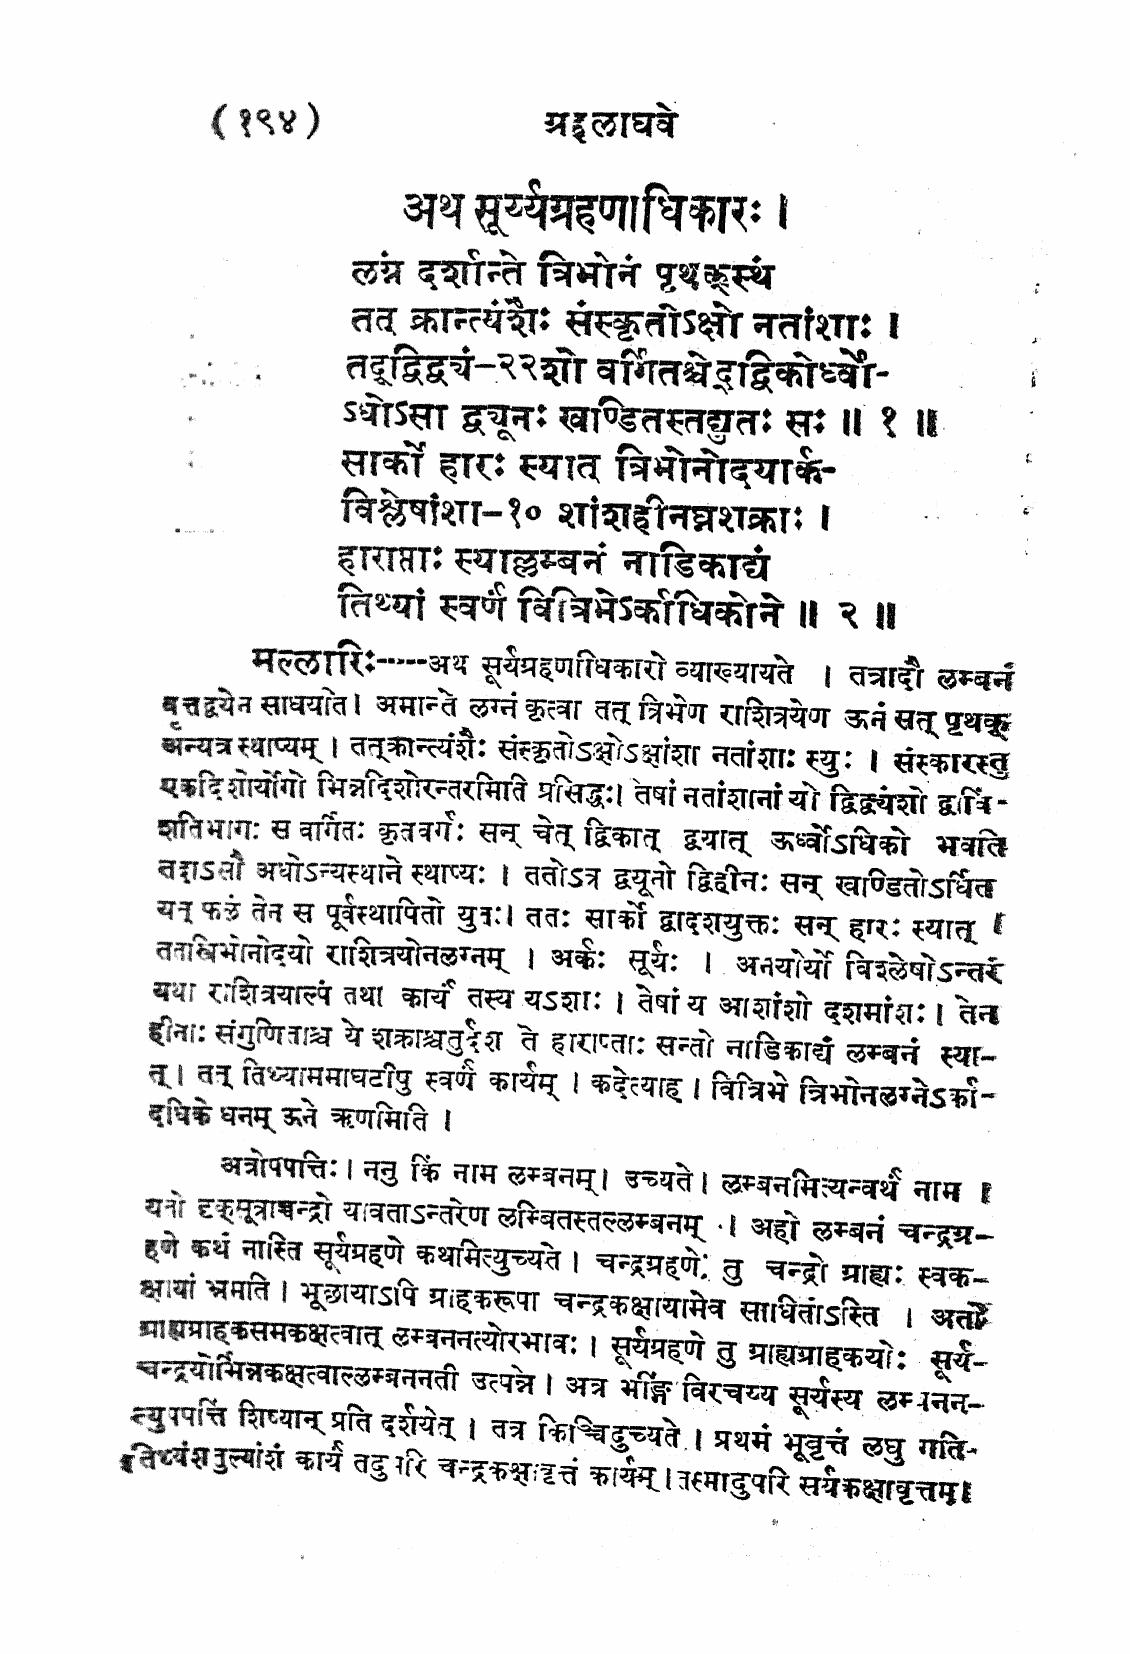 (१९४) ग्रहलाघवे
अथ सूर्य्यग्रहणाधिकारः ।
लग्नं दर्शान्ते त्रिभोनं पृथक्स्थं
तत् क्रान्त्यंशैः संस्कृतोऽक्षो नतांशाः ।
तद्द्विद्व्यं-२२शो वर्गितश्चेद्द्विकोर्ध्वो-
ऽधोऽसा द्व्यूनः खण्डितस्तद्युतः सः ॥ १ ॥
सार्को हारः स्यात् त्रिभोनोदयार्क-
विश्लेषांशा-१० शांशहीनघ्नशक्राः ।
हाराप्ताः स्याल्लम्बनं नाडिकाद्यं
तिथ्यां स्वर्णं वित्रिभेऽर्काधिकोने ॥ २ ॥
मल्लारिः-----अथ सूर्यग्रहणाधिकारो व्याख्यायते । तत्रादौ लम्बनं
वृत्तद्वयेन साधयति। अमान्ते लग्नं कृत्वा तत् त्रिभेण राशित्रयेण ऊनं सत् पृथक्
अन्यत्र स्थाप्यम् । तत्क्रान्त्यंशैः संस्कृतोऽक्षोऽक्षांशा नतांशाः स्युः । संस्कारस्तु
एकदिशोर्योगो भिन्नदिशोरन्तरमिति प्रसिद्धः। तेषां नतांशानां यो द्विद्व्यंशो द्वाविं-
शतिभागः स वर्गितः कृतवर्गः सन् चेत् द्विकात् द्वयात् ऊर्ध्वोऽधिको भवति
तदाऽसौ अधोऽन्यस्थाने स्थाप्यः । ततोऽत्र द्वयूनो द्विहीनः सन् खण्डितोऽर्धित
यत् फलं तेन स पूर्वस्थापितो युतः। ततः सार्को द्वादशयुक्तः सन् हारः स्यात् ।
ततस्त्रिभोनोदयो राशित्रयोनलग्नम् । अर्कः सूर्यः । अनयोर्यो विश्लेषोऽन्तरं
यथा राशित्रयाल्पं तथा कार्यं तस्य यऽशाः । तेषां य आशांशो दशमांशः। तेन
हीनाः संगुणिताश्च ये शक्राश्चतुर्दश ते हाराप्ताः सन्तो नाडिकाद्यं लम्बनं स्या-
त्। तत् तिथ्याममाघटीषु स्वर्णं कार्यम् । कदेत्याह । वित्रिभे त्रिभोनलग्नेऽर्का-
दधिके धनम् ऊने ऋणमिति ।
अत्रोपपत्तिः। ननु किं नाम लम्बनम्। उच्यते। लम्बनमित्यन्वर्थं नाम ।
यतो दृक्सूत्राच्चन्द्रो यावताऽन्तरेण लम्बितस्तल्लम्बनम् । अहो लम्बनं चन्द्रग्र-
हणे कथं नास्ति सूर्यग्रहणे कथमित्युच्यते । चन्द्रग्रहणे तु चन्द्रो ग्राह्यः स्वक-
क्षायां भ्रमति । भूछायाऽपि ग्राहकरूपा चन्द्रकक्षायामेव साधिताऽस्ति । अतो
ग्राह्यग्राहकसमकक्षत्वात् लम्बननत्योरभावः । सूर्यग्रहणे तु ग्राह्यग्राहकयोः सूर्य-
चन्द्रयोर्भिन्नकक्षत्वाल्लम्बननती उत्पन्ने । अत्र भङ्गिं विरचय्य सूर्यस्य लम्बनन-
त्युपपत्तिं शिष्यान् प्रति दर्शयेत् । तत्र किञ्चिदुच्यते । प्रथमं भूवृत्तं लघु गति-
तिथ्यंशतुल्यांशं कार्यं तदुपरि चन्द्रकक्षावृत्तं कार्यम् । तस्मादुपरि सूर्यकक्षावृत्तम्।